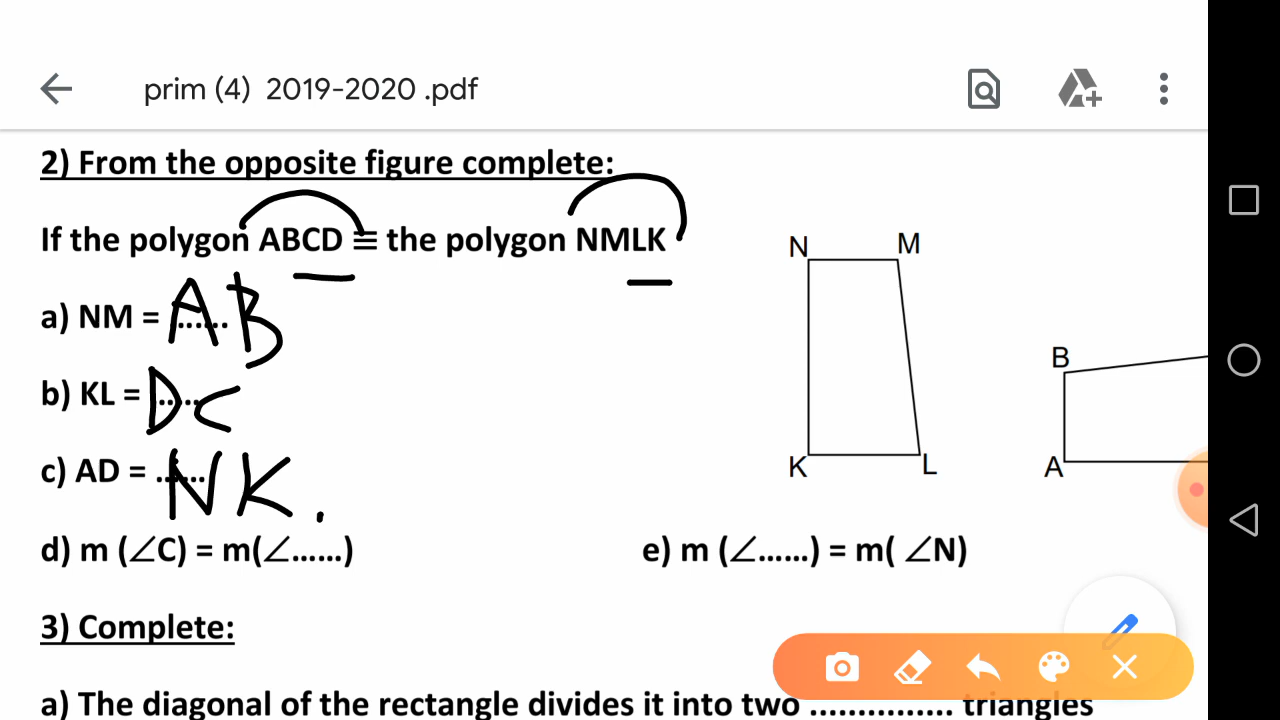 prim (4) 2019-2020 .pdf
2) From the opposite figure complete:
If the polygon ABCD ≡ the polygon NMLK
a) NM = ...... AB
b) KL = ...... DC
c) AD = ...... NK.
d) m (∠C) = m(∠......)
e) m (∠......) = m( ∠N)
N M
K L
B
A
3) Complete:
a) The diagonal of the rectangle divides it into two ............... triangles